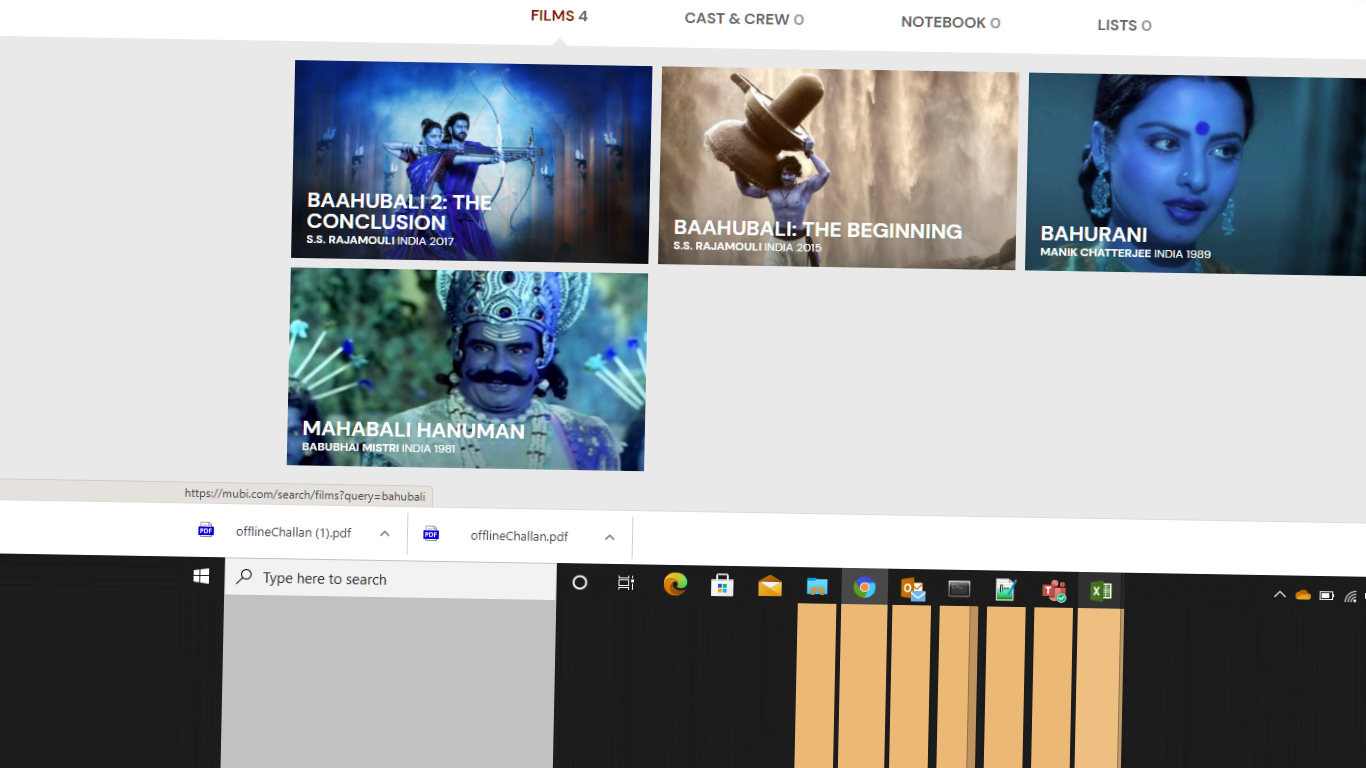 FILMS 4
CAST & CREW 0
NOTEBOOK 0
LISTS 0
BAAHUBALI 2: THE
CONCLUSION
S.S. RAJAMOULI INDIA 2017
BAAHUBALI: THE BEGINNING
S.S. RAJAMOULI INDIA 2015
BAHURANI
MANIK CHATTERJEE INDIA 1989
MAHABALI HANUMAN
BABUBHAI MISTRI INDIA 1981
https://mubi.com/search/films?query=bahubali
PDF
offlineChallan (1).pdf
PDF
offlineChallan.pdf
Type here to search